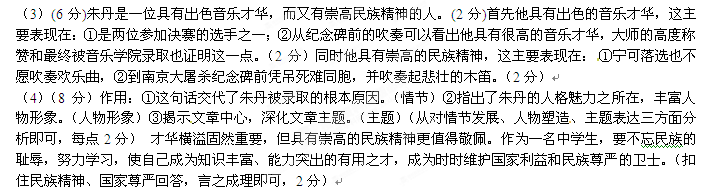 （3）(6 分)朱丹是一位具有出色音乐才华，而又有崇高民族精神的人。(2 分)首先他具有出色的音乐才华，这主
要表现在：①是两位参加决赛的选手之一；②从纪念碑前的吹奏可以看出他具有很高的音乐才华，大师的高度称
赞和最终被音乐学院录取也证明这一点。（2 分）同时他具有崇高的民族精神，这主要表现在：①宁可落选也不
愿吹奏欢乐曲，②到南京大屠杀纪念碑前凭吊死难同胞，并吹奏起悲壮的木笛。（2 分）
（4）（8 分）作用：①这句话交代了朱丹被录取的根本原因。（情节）②指出了朱丹的人格魅力之所在，丰富人
物形象。（人物形象）③揭示文章中心，深化文章主题。（主题）（从对情节发展、人物塑造、主题表达三方面分
析即可，每点 2 分） 才华横溢固然重要，但具有崇高的民族精神更值得敬佩。作为一名中学生，要不忘民族的
耻辱，努力学习，使自己成为知识丰富、能力突出的有用之才，成为时时维护国家利益和民族尊严的卫士。（扣
住民族精神、国家尊严回答，言之成理即可，2 分）